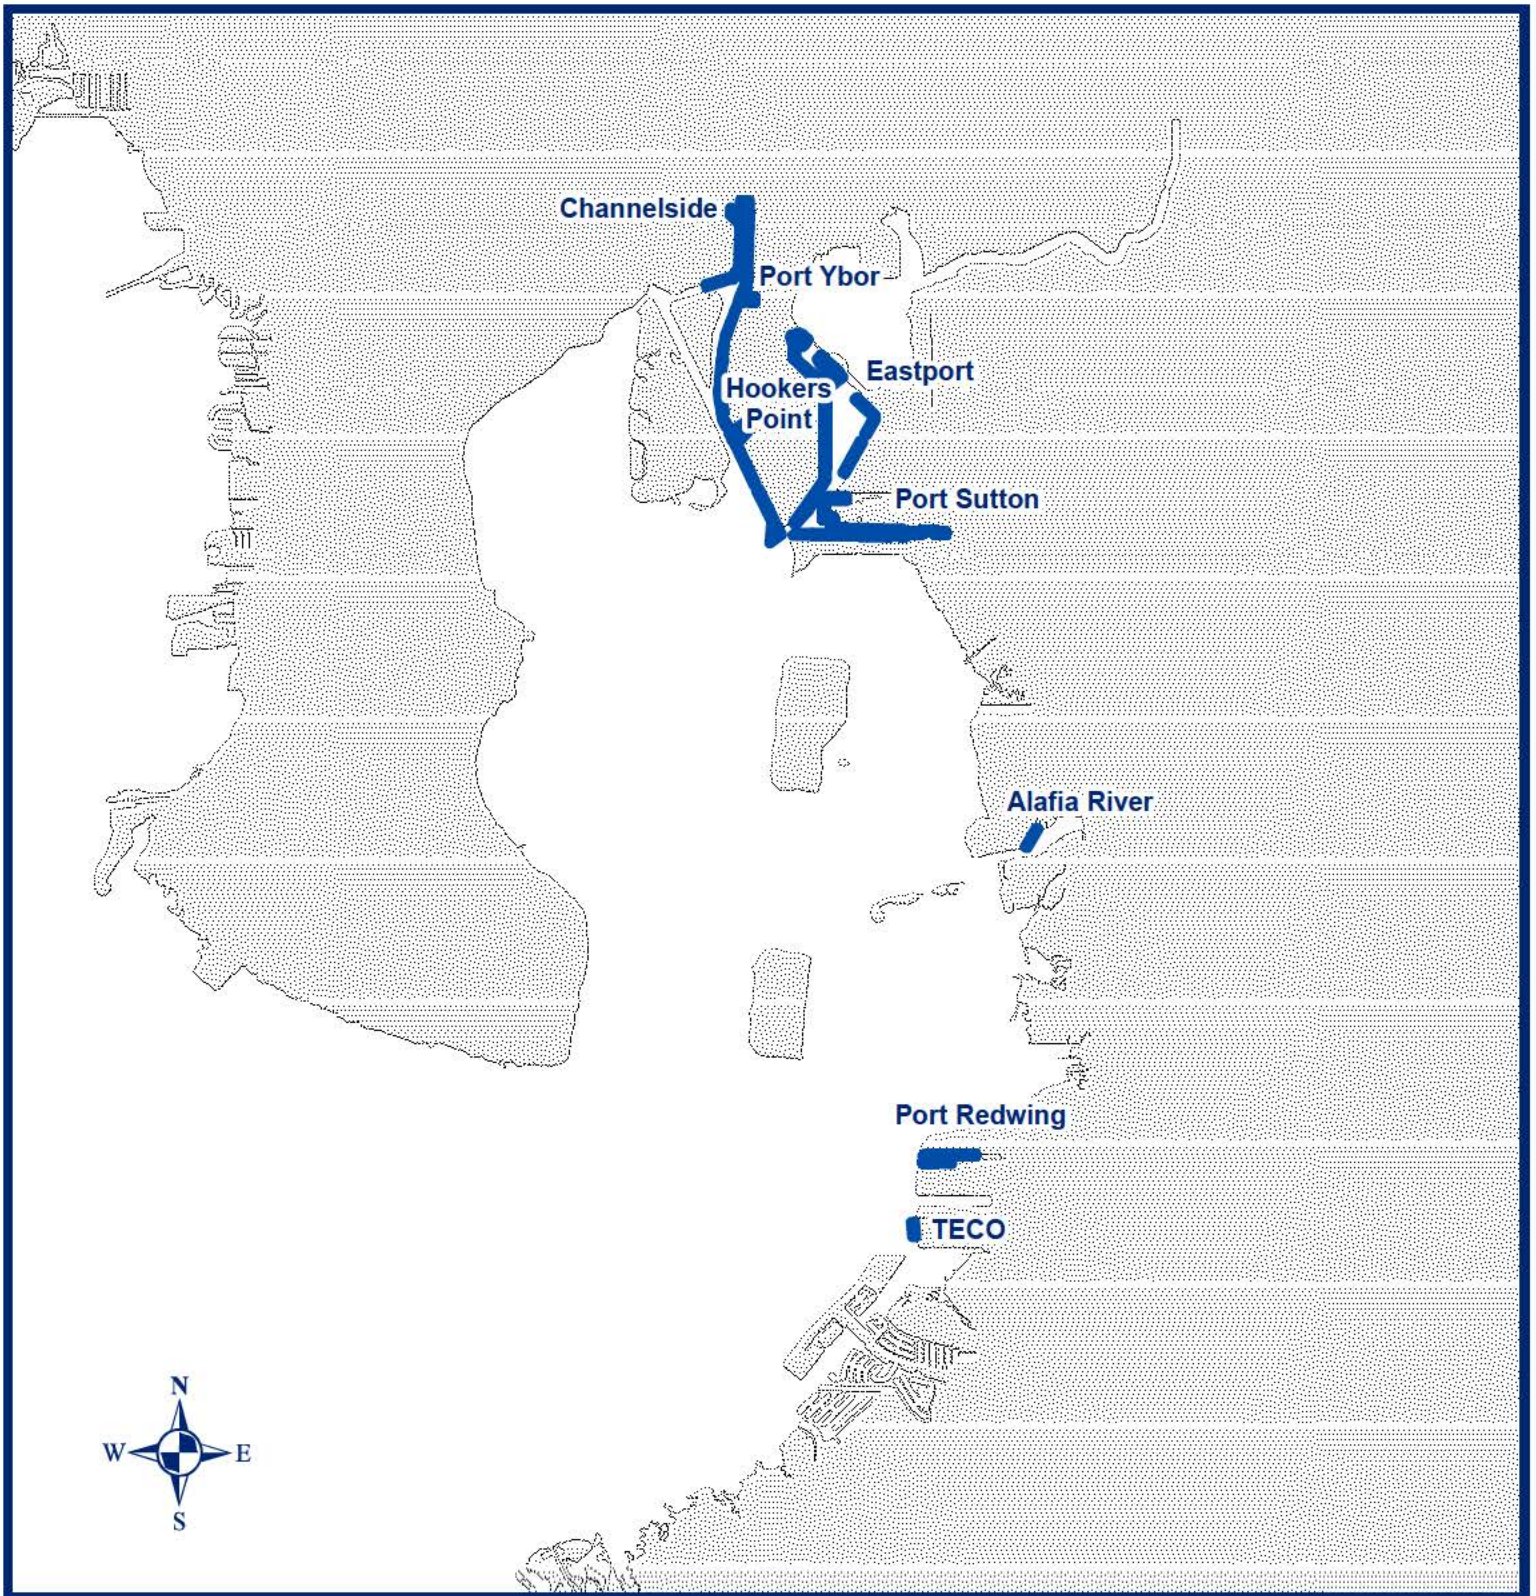 Channelside
Port Ybor
Eastport
Hookers
Point
Port Sutton
Alafia River
Port Redwing
TECO
N
W E
S